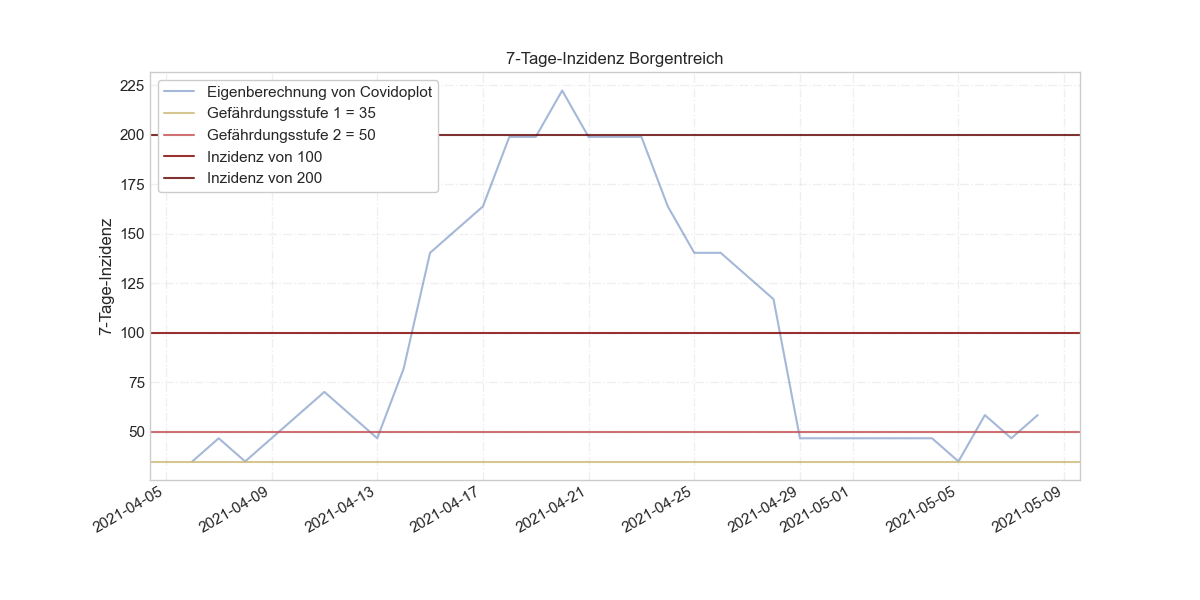 7-Tage-Inzidenz Borgentreich
Eigenberechnung von Covidoplot
Gefährdungsstufe 1 = 35
Gefährdungsstufe 2 = 50
Inzidenz von 100
Inzidenz von 200
7-Tage-Inzidenz
225
200
175
150
125
100
75
50
2021-04-05
2021-04-09
2021-04-13
2021-04-17
2021-04-21
2021-04-25
2021-04-29
2021-05-01
2021-05-05
2021-05-09